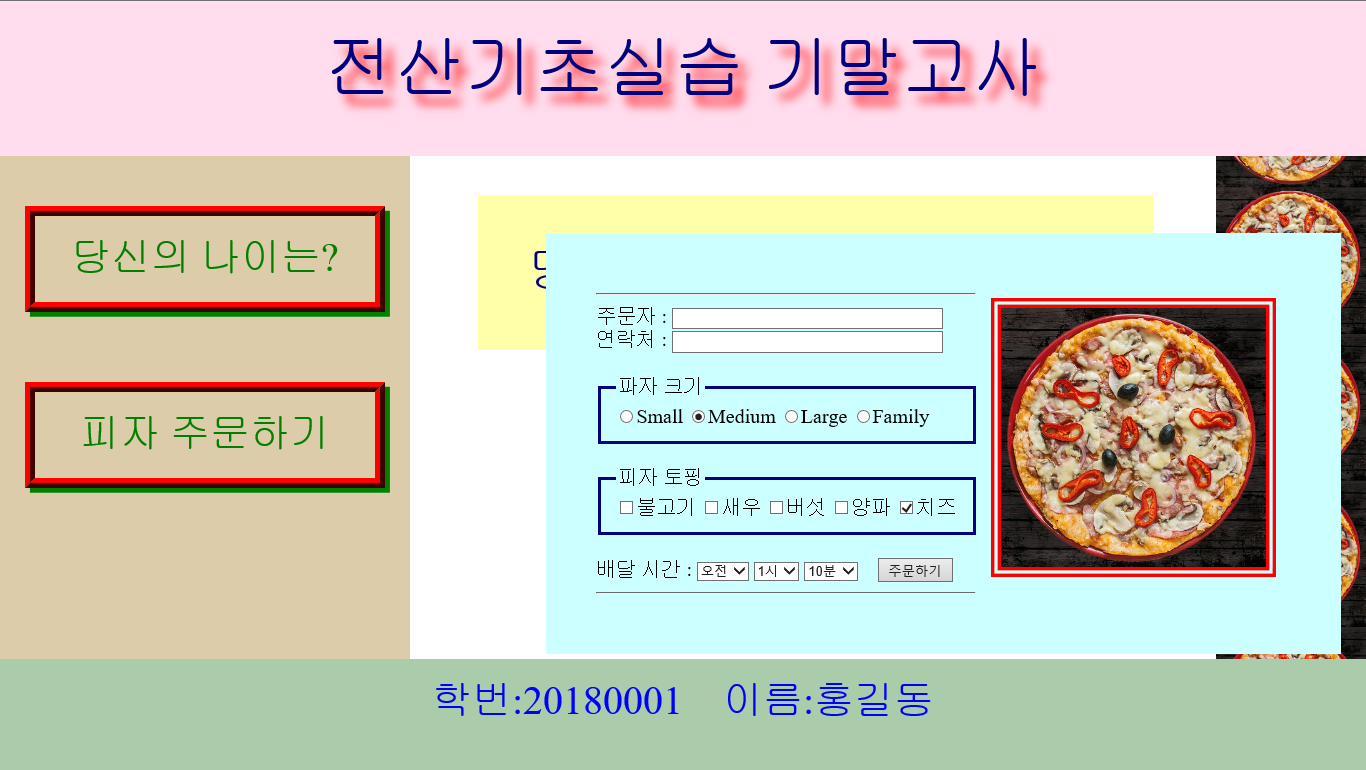 전산기초실습 기말고사
당신의 나이는?
피자 주문하기
주문자 :
연락처 :
파자 크기
Small Medium Large Family
피자 토핑
불고기 새우 버섯 양파 치즈
배달 시간 : 오전 1시 10분 주문하기
학번:20180001 이름:홍길동